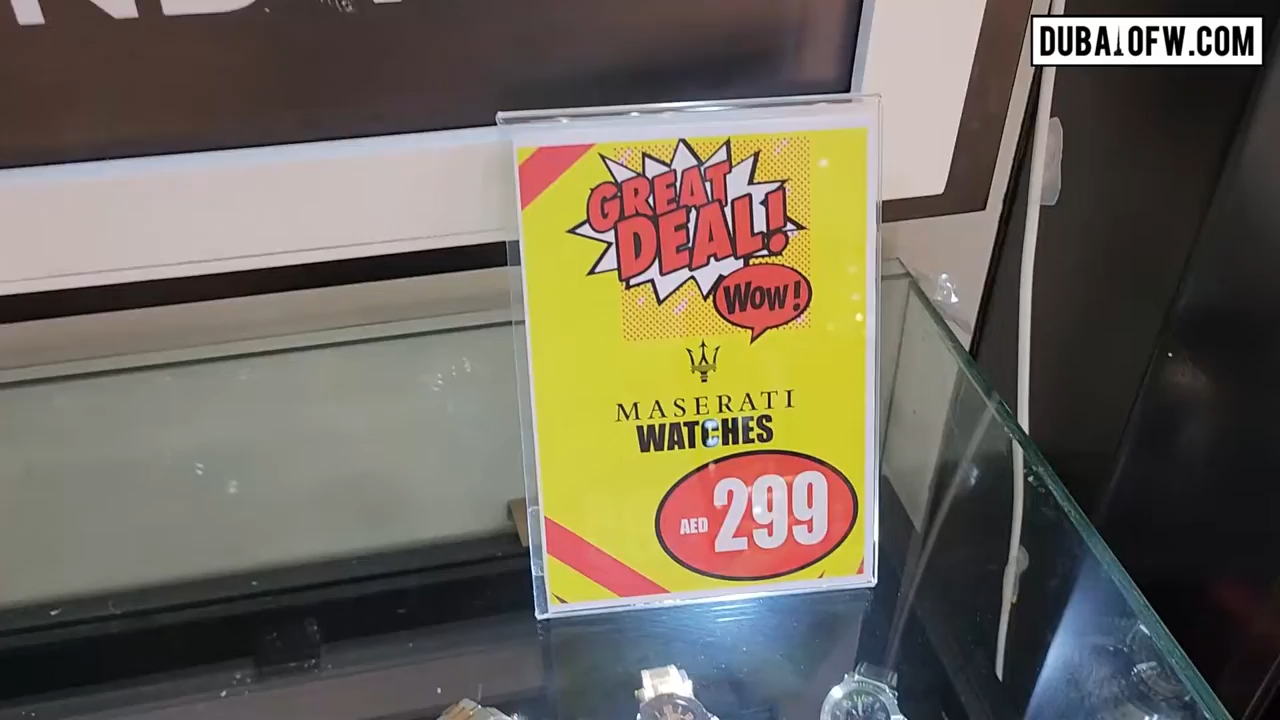 DUBAIOFW.COM
GREAT
DEAL!
WOW!
MASERATI
WATCHES
AED 299